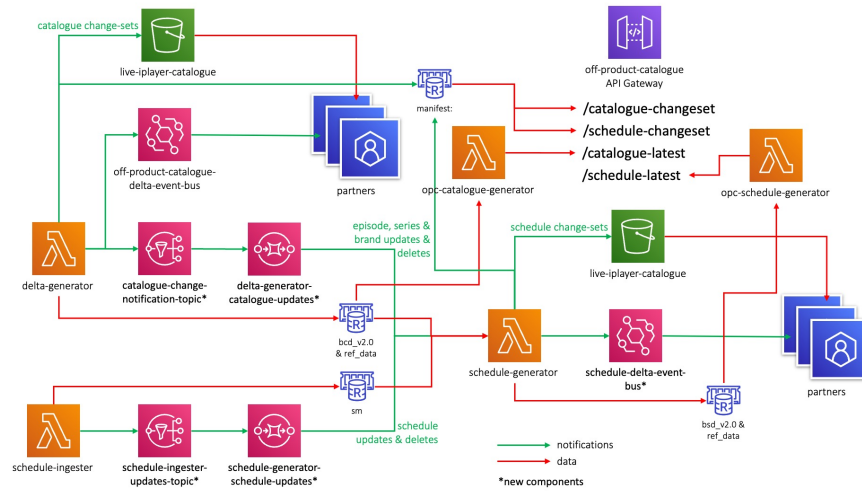 catalogue change-sets
live-iplayer-catalogue
R
manifest:
off-product-catalogue
API Gateway
/catalogue-changeset
/schedule-changeset
/catalogue-latest
/schedule-latest
off-product-catalogue-
delta-event-bus
partners
opc-catalogue-generator
opc-schedule-generator
delta-generator
catalogue-change-
notification-topic*
delta-generator-
catalogue-updates*
episode, series &
brand updates &
deletes
schedule change-sets
live-iplayer-catalogue
R
bcd_v2.0
& ref_data
R
sm
schedule-generator
schedule-delta-event-
bus*
partners
R
bsd_v2.0 &
ref_data
schedule-ingester
schedule-ingester-
updates-topic*
schedule-generator-
schedule-updates*
schedule
updates & deletes
notifications
data
*new components